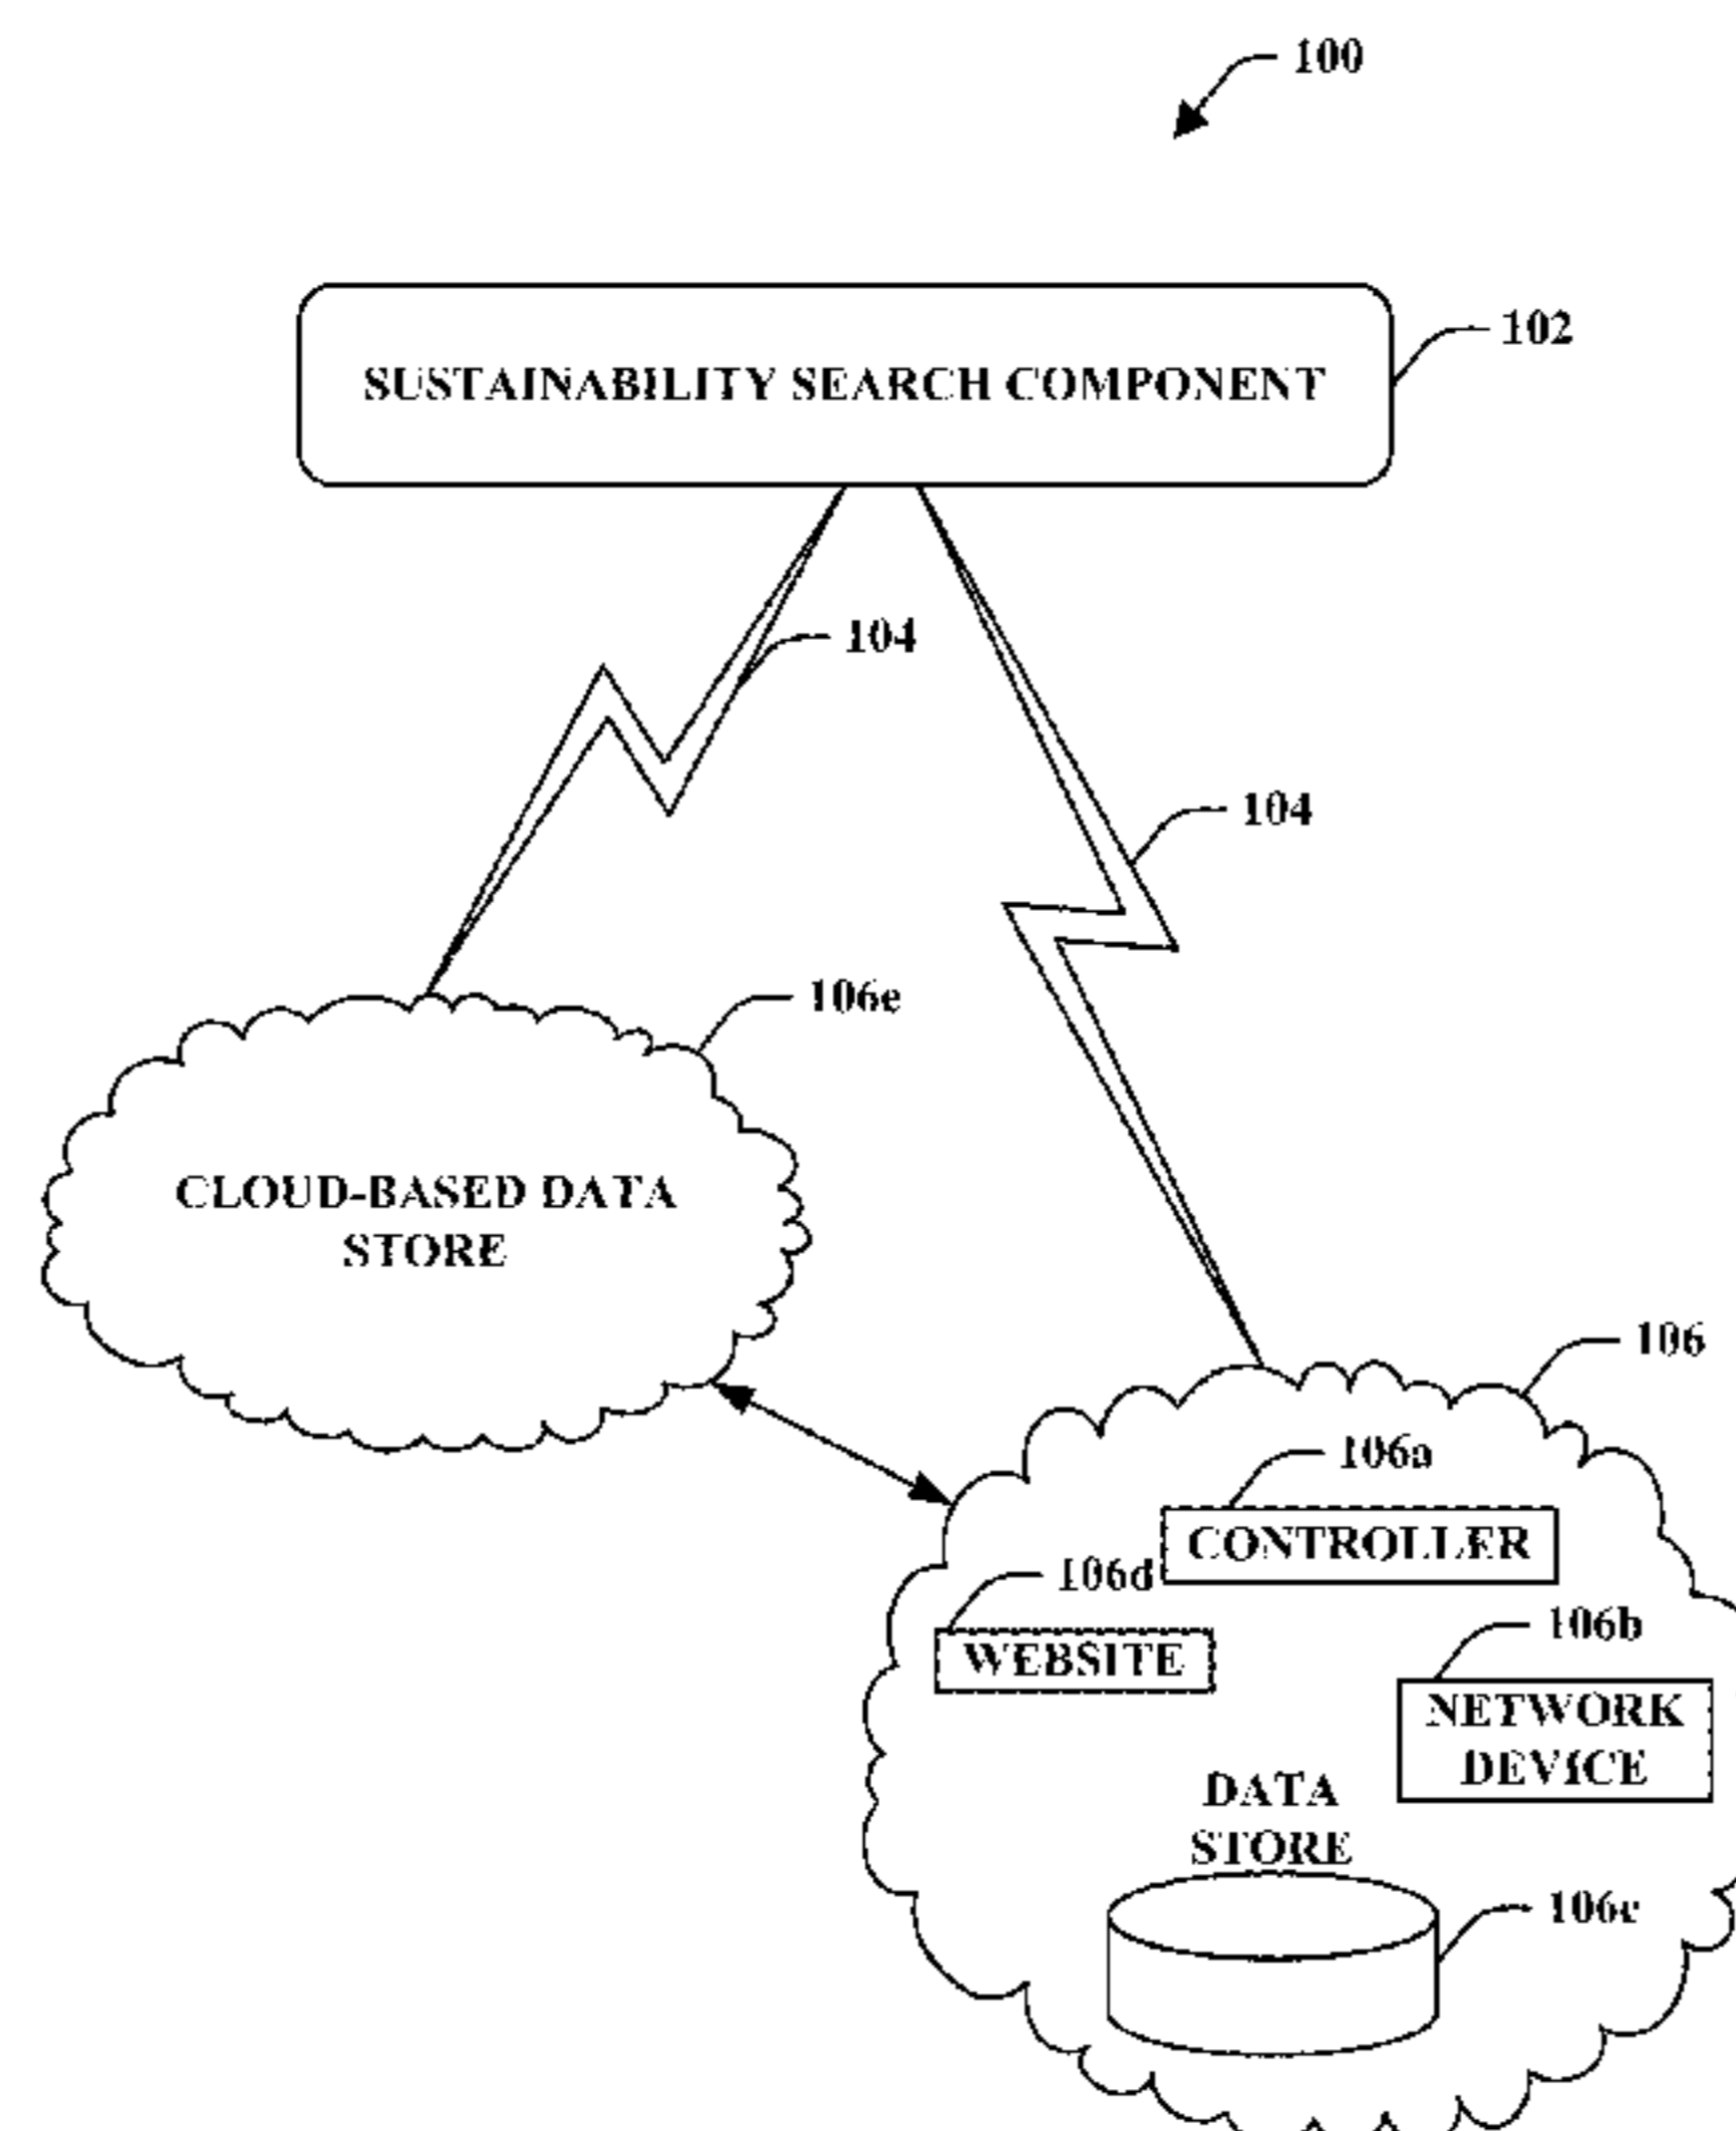 100
102
SUSTAINABILITY SEARCH COMPONENT
104
104
106e
CLOUD-BASED DATA
STORE
106
106a
CONTROLLER
106d
WEBSITE
106b
NETWORK
DEVICE
DATA
STORE
106c